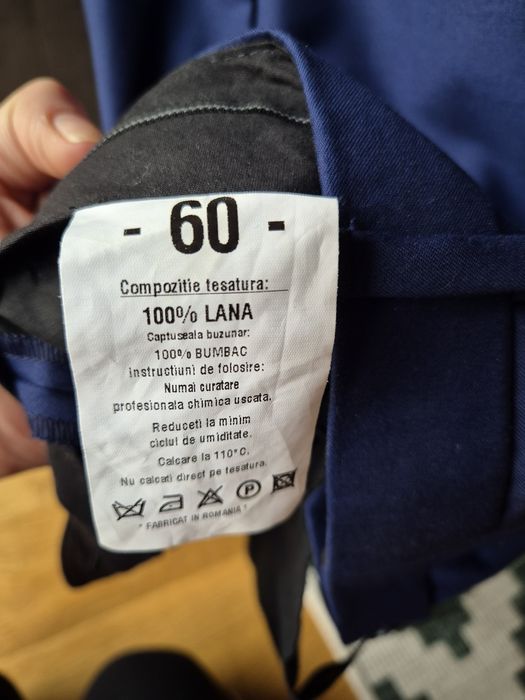 - 60 -
Compozitie tesatura:
100% LANA
Captuseala buzunar:
100% BUMBAC
Instructiuni de folosire:
Numai curatare
profesionala chimica uscata.
Reduceti la minim
ciclul de umiditate.
Calcare la 110°C.
Nu calcati direct pe tesatura.
P
* FABRICAT IN ROMANIA *